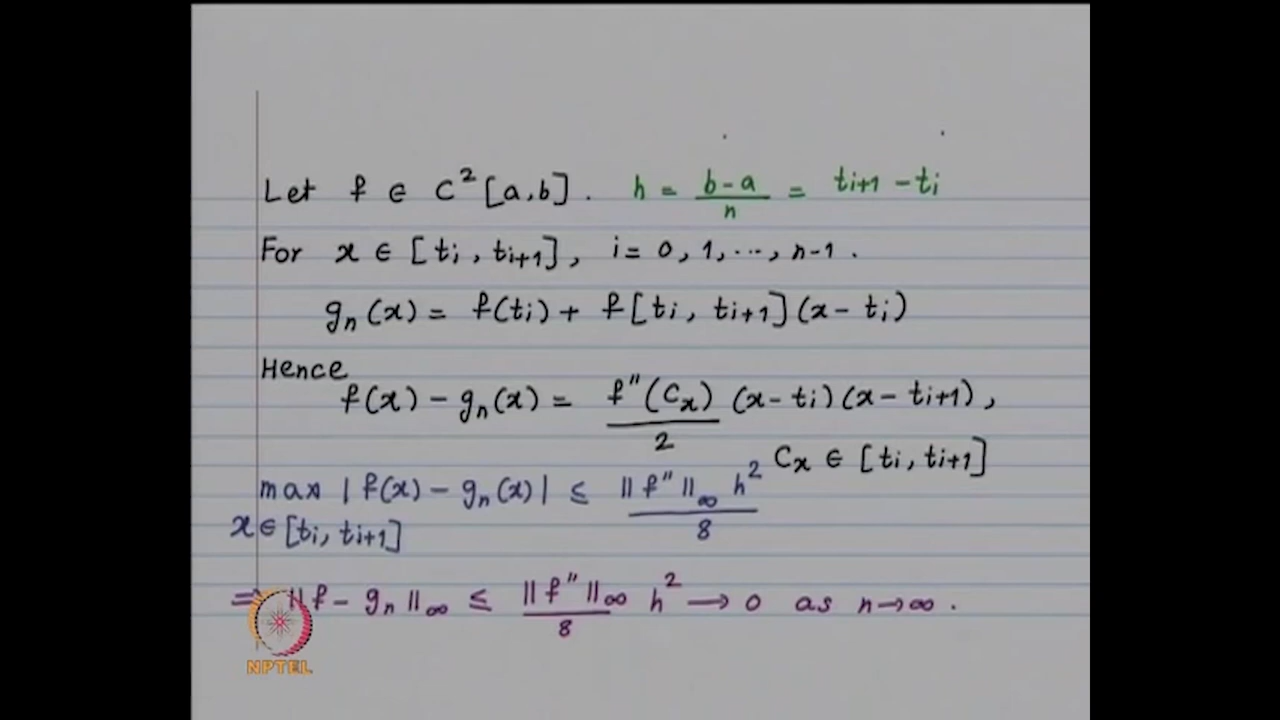 Let f ∈ C²[a,b]. h = (b-a)/n = tᵢ₊₁ - tᵢ
For x ∈ [tᵢ, tᵢ₊₁], i = 0, 1, ..., n-1.
gₙ(x) = f(tᵢ) + f[tᵢ, tᵢ₊₁](x - tᵢ)
Hence
f(x) - gₙ(x) = f''(Cₓ)/2 (x - tᵢ)(x - tᵢ₊₁),
Cₓ ∈ [tᵢ, tᵢ₊₁]
max |f(x) - gₙ(x)| ≤ ||f''||∞ h²/8
x ∈ [tᵢ, tᵢ₊₁]
⇒ ||f - gₙ||∞ ≤ ||f''||∞/8 h² → 0 as n → ∞.
NPTEL